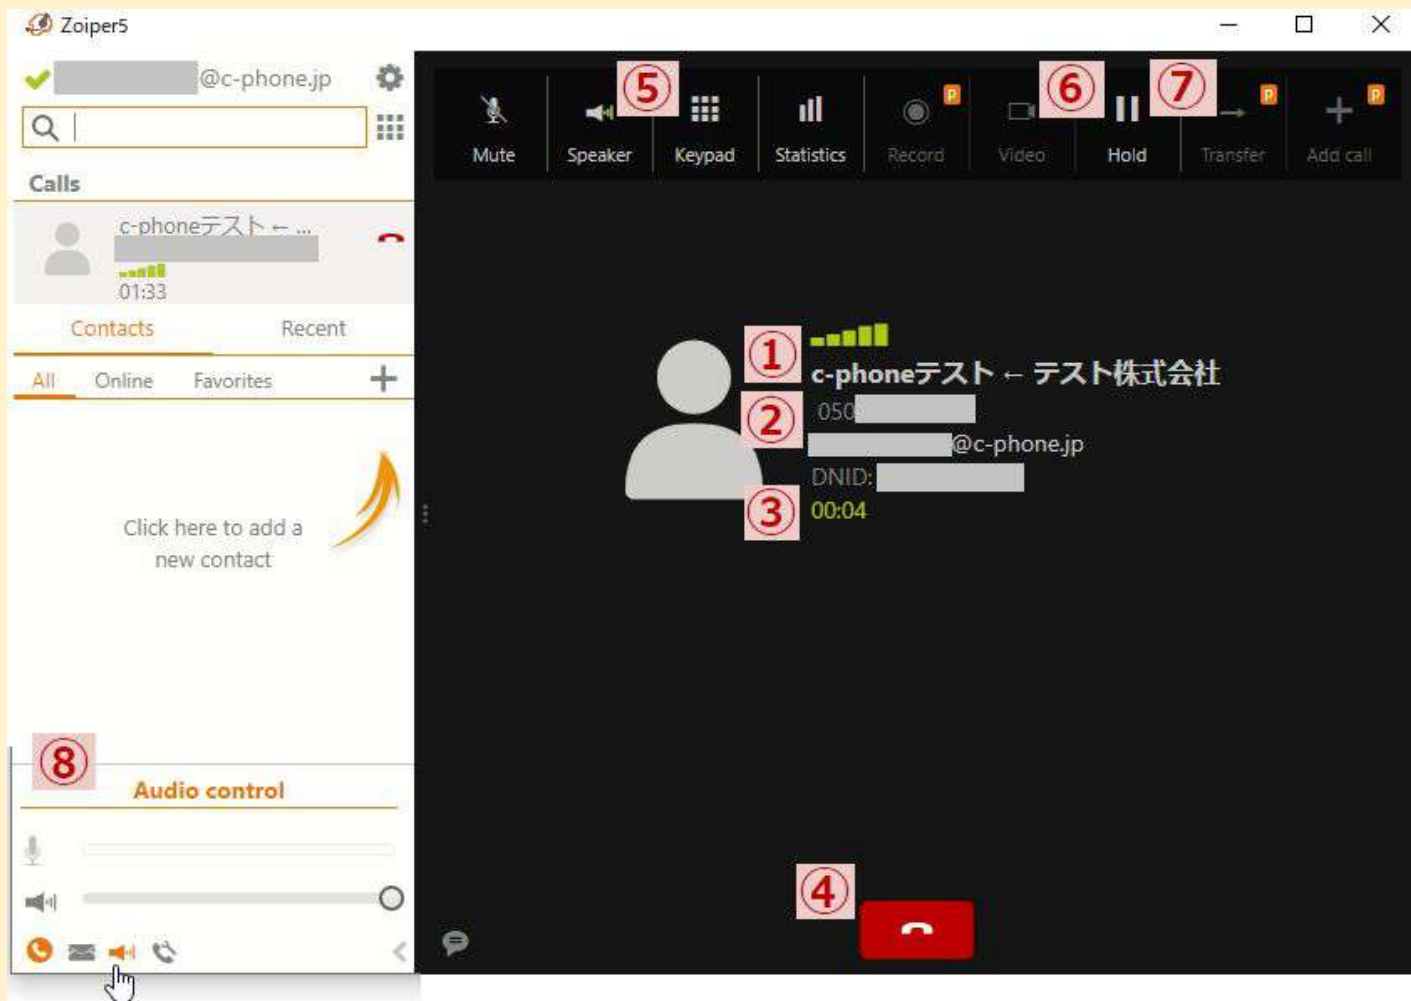 Zoiper5
@c-phone.jp
⑤
⑥
⑦
P
P
P
Mute
Speaker
Keypad
Statistics
Record
Video
Hold
Transfer
Add call
Calls
c-phoneテスト ← ...
01:33
Contacts
Recent
All
Online
Favorites
Click here to add a
new contact
①
c-phoneテスト ← テスト株式会社
②
050
@c-phone.jp
DNID:
③
00:04
⑧
Audio control
④